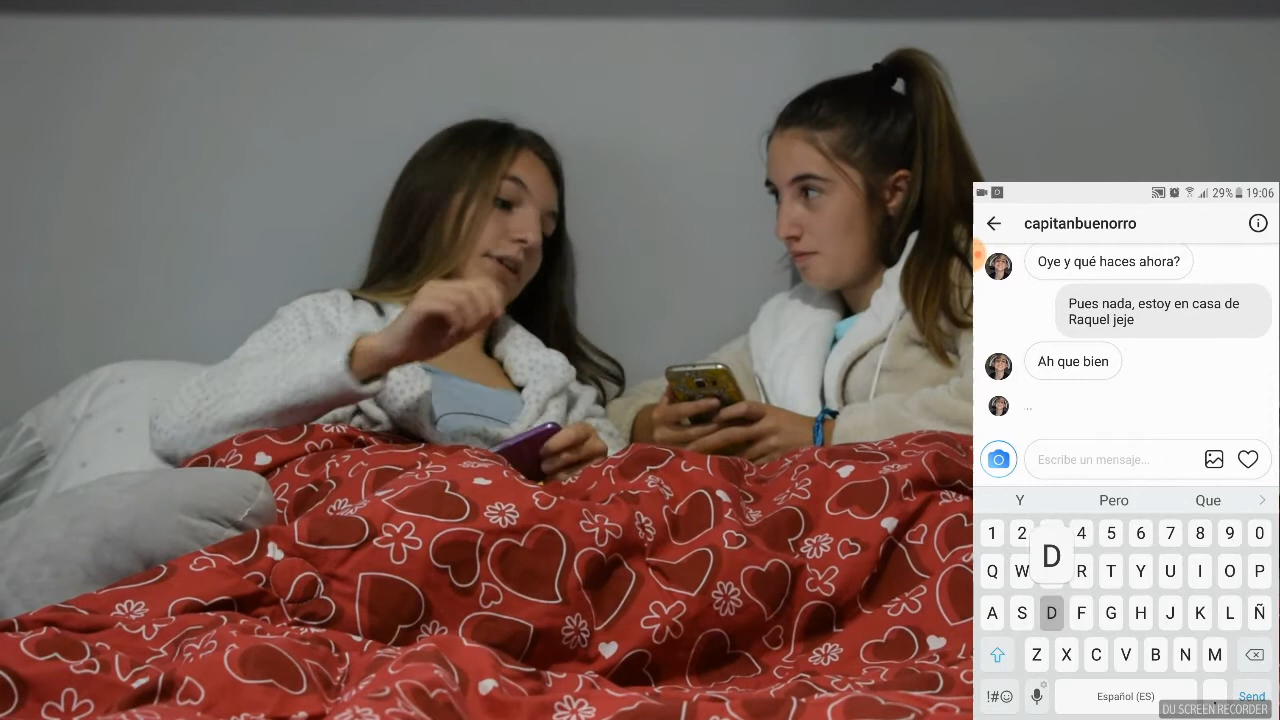 29% 19:06
capitanbuenorro
Oye y qué haces ahora?
Pues nada, estoy en casa de
Raquel jeje
Ah que bien
...
Escribe un mensaje...
Y Pero Que
1 2 4 5 6 7 8 9 0
Q W R T Y U I O P
D
A S D F G H J K L Ñ
Z X C V B N M
!#☺ Español (ES) . Send
DU SCREEN RECORDER